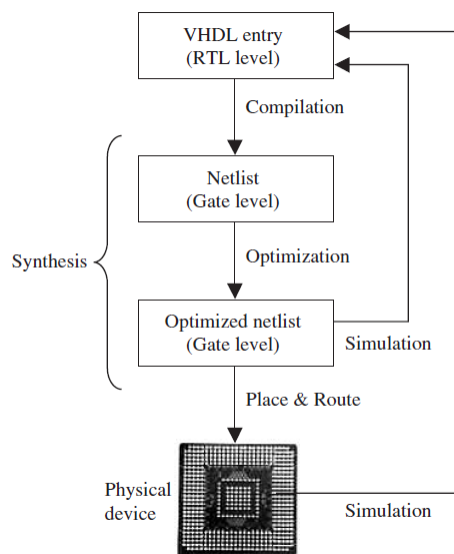 VHDL entry
(RTL level)
Compilation
Netlist
(Gate level)
Synthesis
Optimization
Optimized netlist
(Gate level)
Simulation
Place & Route
Physical
device
Simulation